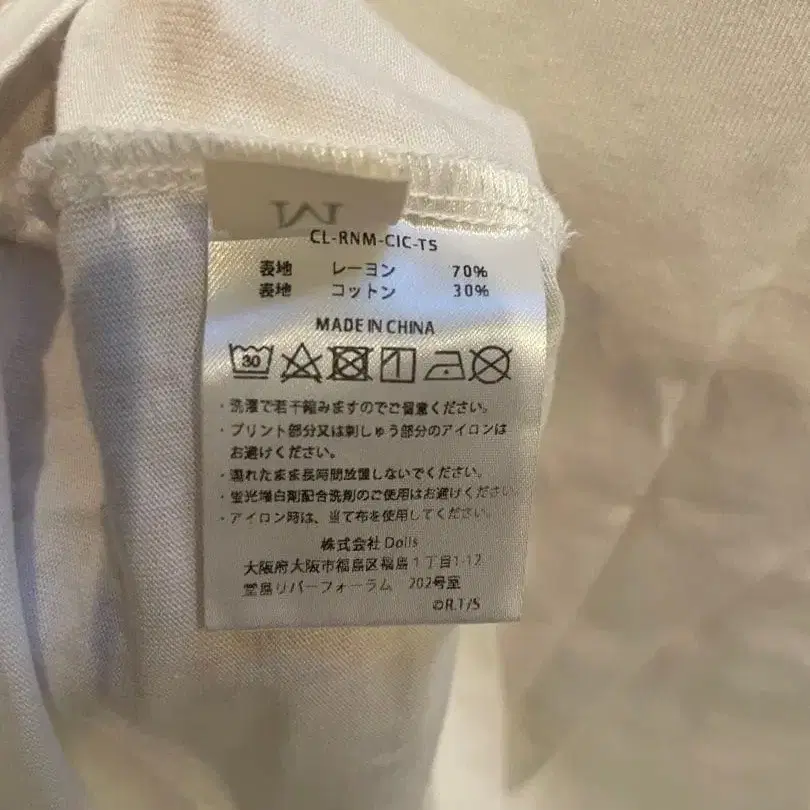 M
CL-RNM-CIC-TS
表地 レーヨン 70%
表地 コットン 30%
MADE IN CHINA
30
・洗濯で若干縮みますのでご留意ください。
・プリント部分又は刺しゅう部分のアイロンは
お避けください。
・濡れたまま長時間放置しないでください。
・蛍光増白剤配合洗剤のご使用はお避けください
・アイロン時は、当て布を使用してください。
株式会社 Dolls
大阪府大阪市福島区福島1丁目1-12
堂島リバーフォーラム 202号室
©R.T/S